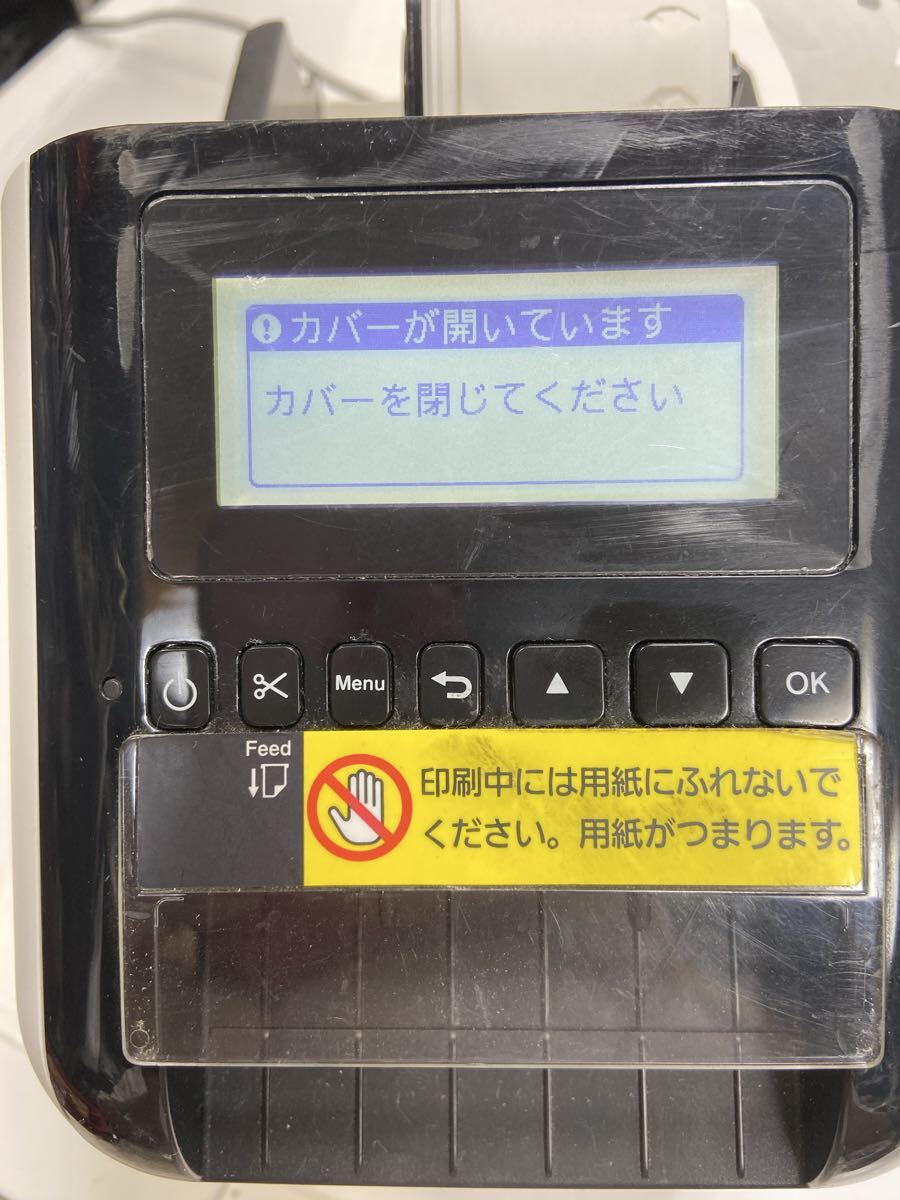 カバーが開いています
カバーを閉じてください
Menu
OK
Feed
印刷中には用紙にふれないで
ください。用紙がつまります。